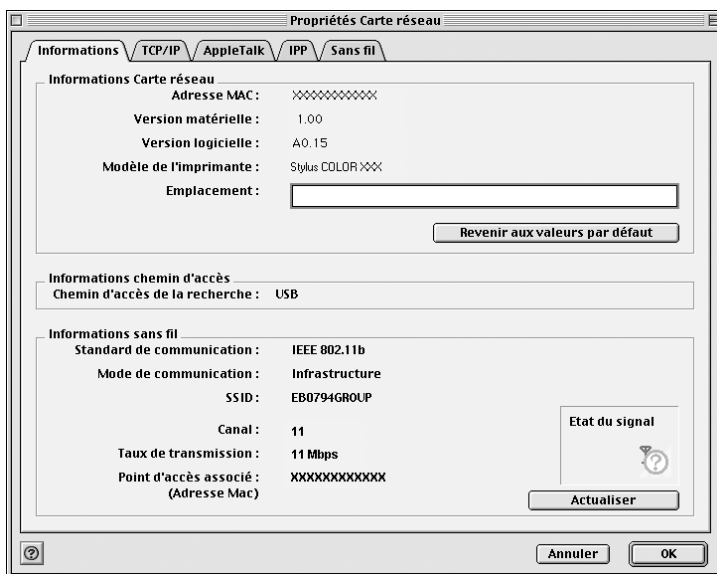 Propriétés Carte réseau
Informations TCP/IP AppleTalk IPP Sans fil
Informations Carte réseau
Adresse MAC : XXXXXXXXXXX
Version matérielle : 1.00
Version logicielle : A0.15
Modèle de l'imprimante : Stylus COLOR XXX
Emplacement :
Revenir aux valeurs par défaut
Informations chemin d'accès
Chemin d'accès de la recherche : USB
Informations sans fil
Standard de communication : IEEE 802.11b
Mode de communication : Infrastructure
SSID : EB0794GROUP
Canal : 11
Etat du signal
Taux de transmission : 11 Mbps
Point d'accès associé : XXXXXXXXXXXX
(Adresse Mac)
Actualiser
Annuler OK